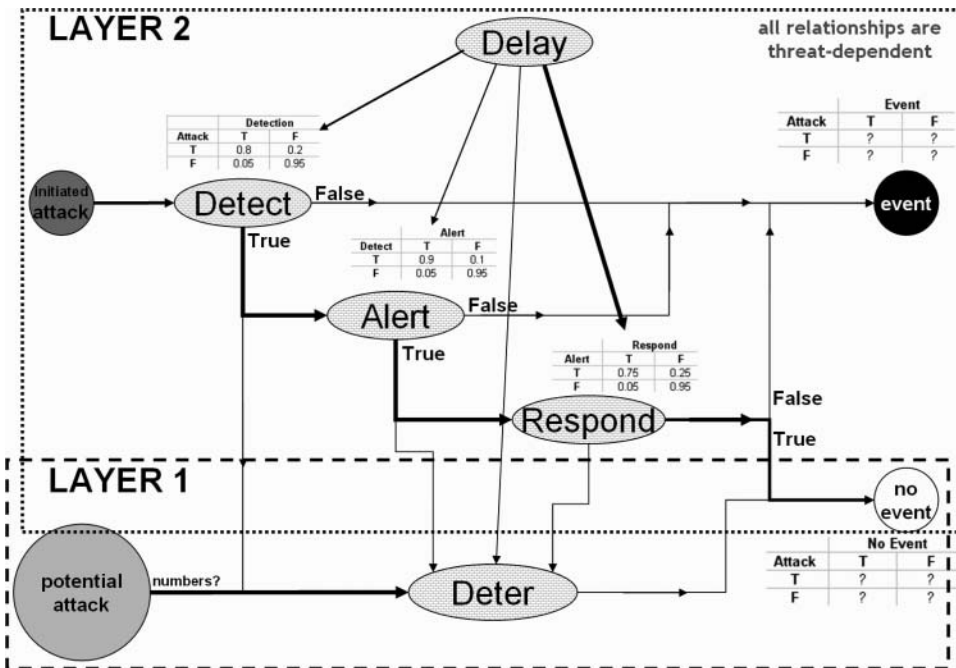 LAYER 2
Delay
all relationships are
threat-dependent
Detection
Attack T F
T 0.8 0.2
F 0.05 0.95
Event
Attack T F
T ? ?
F ? ?
initiated
attack
Detect
False
event
True
Alert
Detect T F
T 0.9 0.1
F 0.05 0.95
Alert
False
True
Respond
Alert T F
T 0.75 0.25
F 0.05 0.95
Respond
False
True
LAYER 1
no
event
No Event
Attack T F
T ? ?
F ? ?
potential
attack
numbers?
Deter